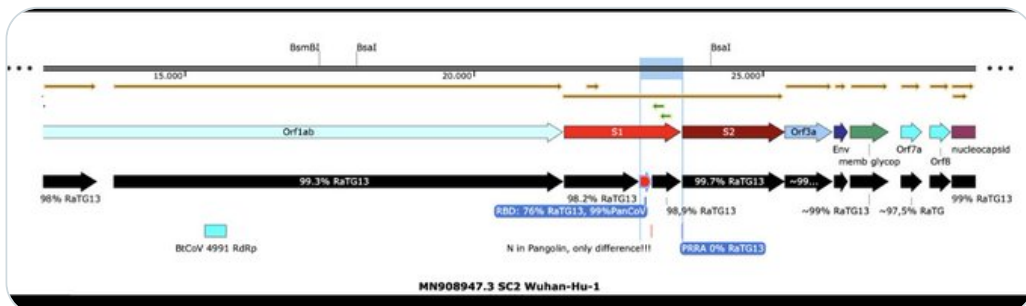 BsmBI BsaI BsaI
15.000 20.000 25.000
Orf1ab S1 S2 Orf3a
Env Orf7a nucleocapsid
memb glycop Orf8
99.3% RaTG13 99.7% RaTG13 ~99...
98% RaTG13 98.2% RaTG13 99% RaTG13
RBD: 76% RaTG13, 99%PanCoV 98,9% RaTG13 ~99% RaTG13 ~97,5% RaTG
BtCoV 4991 RdRp N in Pangolin, only difference!!! PRRA 0% RaTG13
MN908947.3 SC2 Wuhan-Hu-1